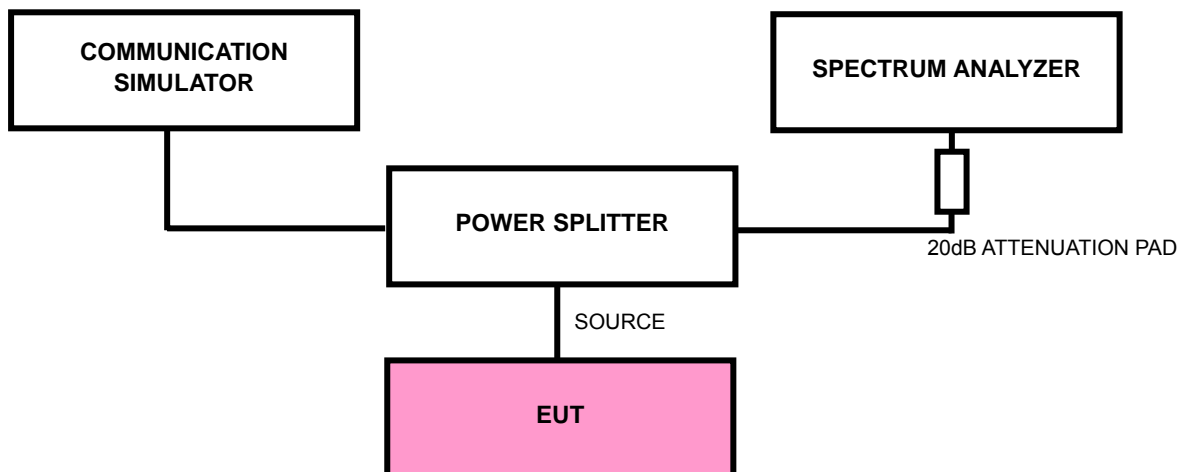 COMMUNICATION
SIMULATOR
SPECTRUM ANALYZER
POWER SPLITTER
20dB ATTENUATION PAD
SOURCE
EUT